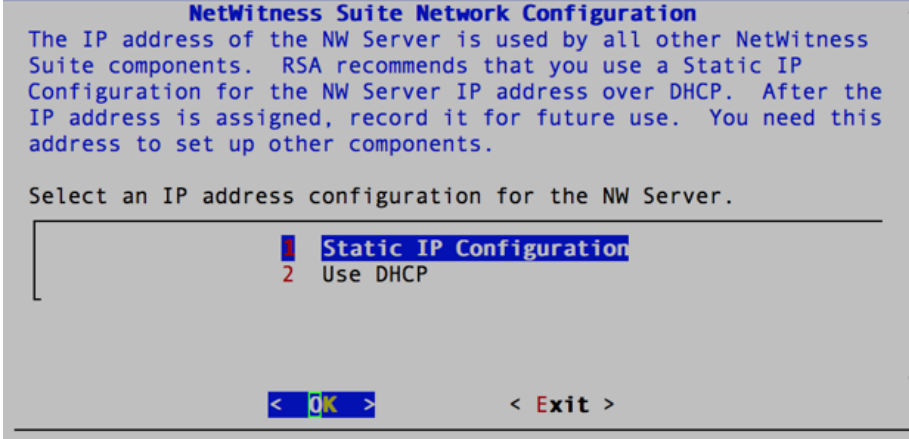 NetWitness Suite Network Configuration
The IP address of the NW Server is used by all other NetWitness
Suite components.  RSA recommends that you use a Static IP
Configuration for the NW Server IP address over DHCP.  After the
IP address is assigned, record it for future use.  You need this
address to set up other components.
Select an IP address configuration for the NW Server.
1  Static IP Configuration
2  Use DHCP
<  OK  >  < Exit >